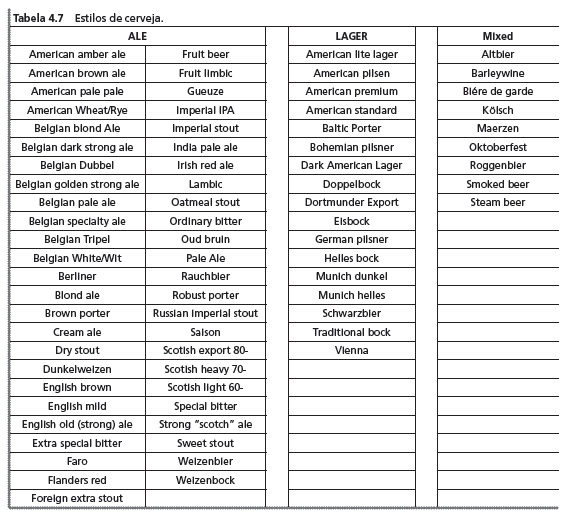 Tabela 4.7 Estilos de cerveja.
ALE LAGER Mixed
American amber ale Fruit beer American lite lager Altbier
American brown ale Fruit limbic American pilsen Barleywine
American pale pale Gueuze American premium Biére de garde
American Wheat/Rye Imperial IPA American standard Kölsch
Belgian blond Ale Imperial stout Baltic Porter Maerzen
Belgian dark strong ale India pale ale Bohemian pilsner Oktoberfest
Belgian Dubbel Irish red ale Dark American Lager Roggenbier
Belgian golden strong ale Lambic Doppelbock Smoked beer
Belgian pale ale Oatmeal stout Dortmunder Export Steam beer
Belgian specialty ale Ordinary bitter Eisbock
Belgian Tripel Oud bruin German pilsner
Belgian White/Wit Pale Ale Helles bock
Berliner Rauchbier Munich dunkel
Blond ale Robust porter Munich helles
Brown porter Russian imperial stout Schwarzbier
Cream ale Saison Traditional bock
Dry stout Scotish export 80- Vienna
Dunkelweizen Scotish heavy 70-
English brown Scotish light 60-
English mild Special bitter
English old (strong) ale Strong “scotch” ale
Extra special bitter Sweet stout
Faro Weizenbier
Flanders red Weizenbock
Foreign extra stout